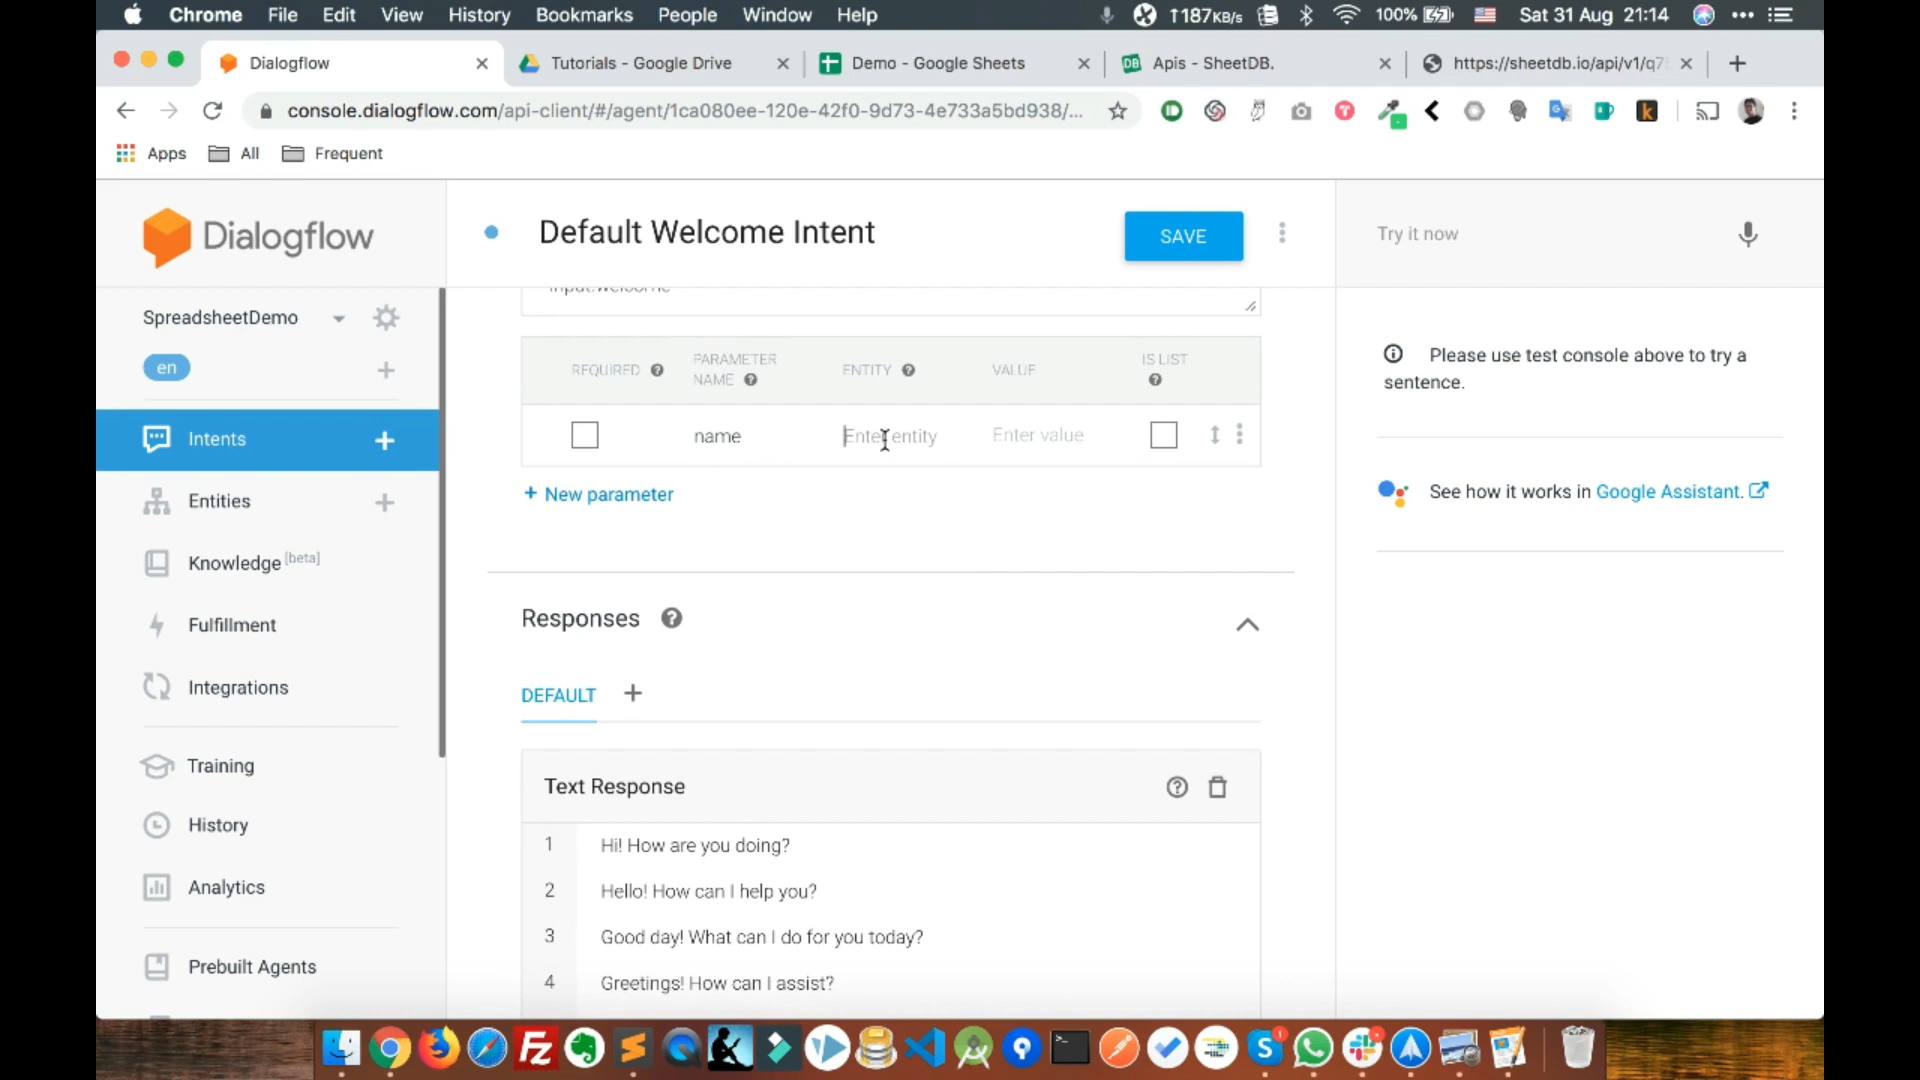 Chrome File Edit View History Bookmarks People Window Help 187KB/s 100% Sat 31 Aug 21:14
Dialogflow Tutorials - Google Drive Demo - Google Sheets DB Apis - SheetDB. https://sheetdb.io/api/v1/q7
console.dialogflow.com/api-client/#/agent/1ca080ee-120e-42f0-9d73-4e733a5bd938/...
Apps All Frequent
Dialogflow
Default Welcome Intent
SAVE
Try it now
input.welcome
SpreadsheetDemo
en
Intents
Entities
Knowledge [beta]
Fulfillment
Integrations
Training
History
Analytics
Prebuilt Agents
REQUIRED PARAMETER NAME ENTITY VALUE IS LIST
name Enter entity Enter value
+ New parameter
Responses
DEFAULT +
Text Response
1 Hi! How are you doing?
2 Hello! How can I help you?
3 Good day! What can I do for you today?
4 Greetings! How can I assist?
Please use test console above to try a
sentence.
See how it works in Google Assistant.